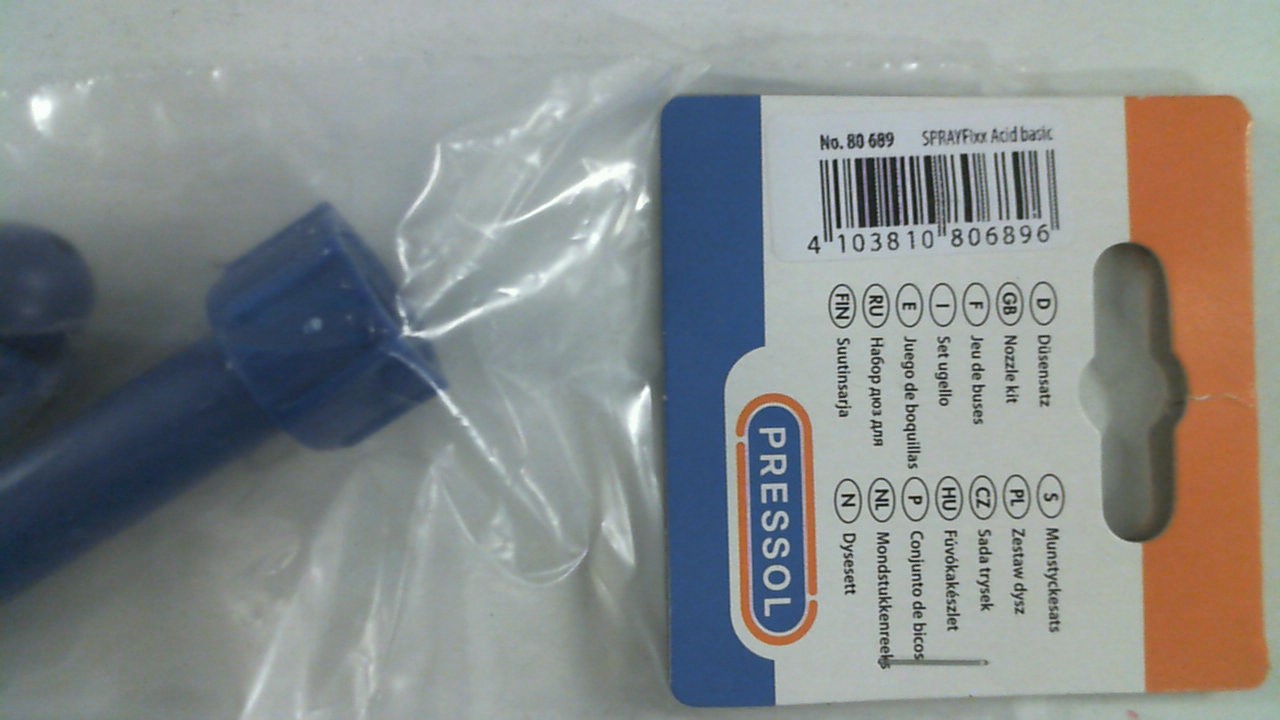 No. 80 689 SPRAYFixx Acid basic
4 103810 806896
D Düsensatz
GB Nozzle kit
F Jeu de buses
I Set ugello
E Juego de boquillas
RU Набор дюз для
FIN Suutinsarja
S Munstyckesats
PL Zestaw dysz
CZ Sada trysek
HU Fúvókakészlet
P Conjunto de bicos
NL Mondstukkenreeks
N Dysesett
PRESSOL